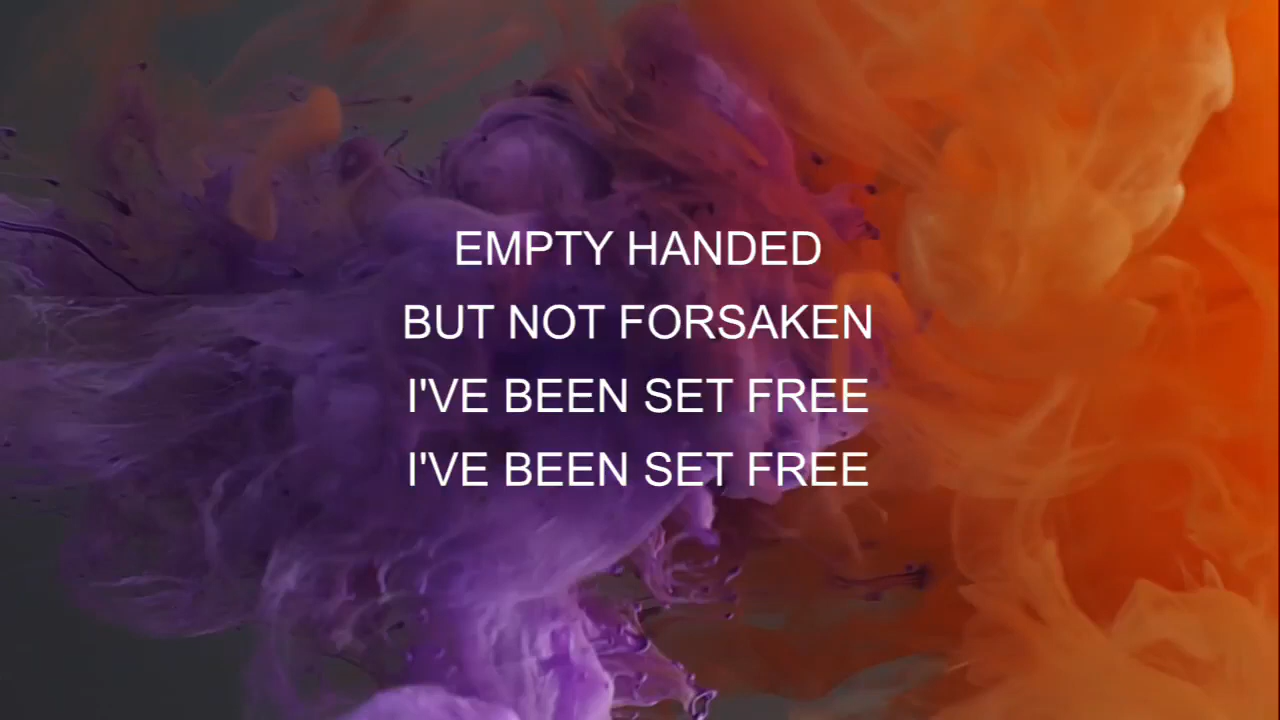 EMPTY HANDED
BUT NOT FORSAKEN
I'VE BEEN SET FREE
I'VE BEEN SET FREE